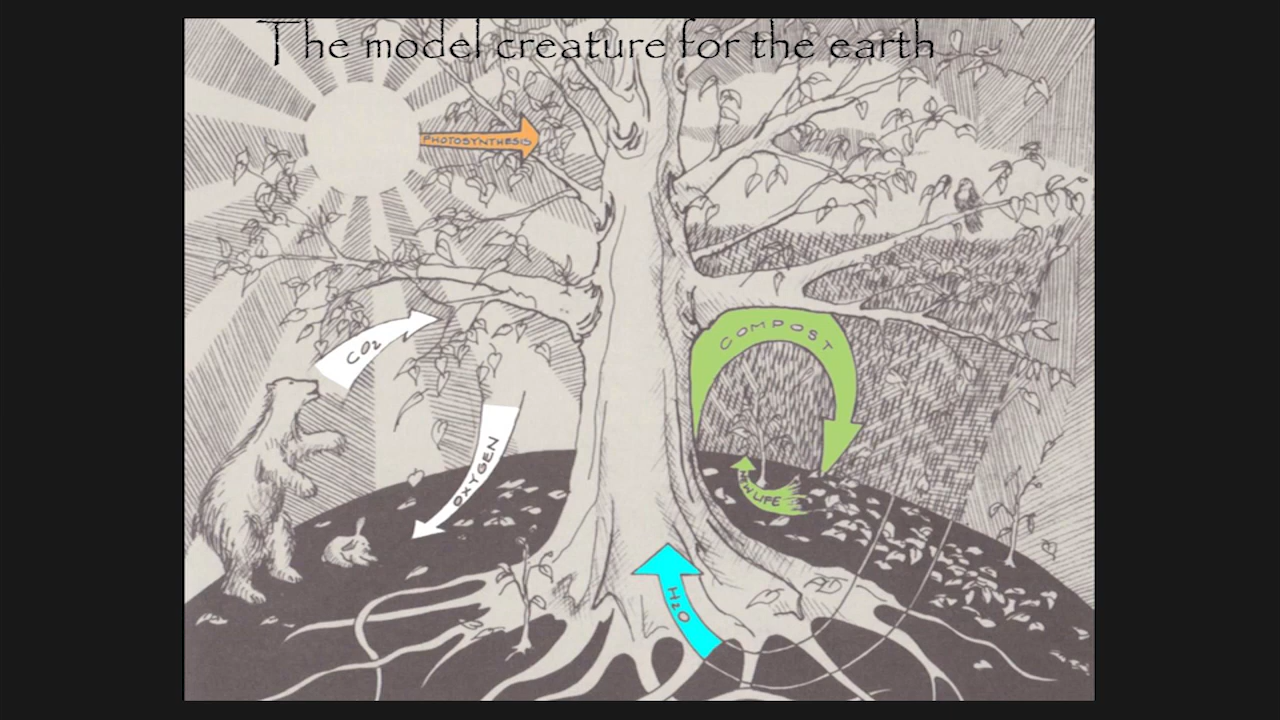 The model creature for the earth
PHOTOSYNTHESIS
CO2
COMPOST
OXYGEN
NEW LIFE
H2O